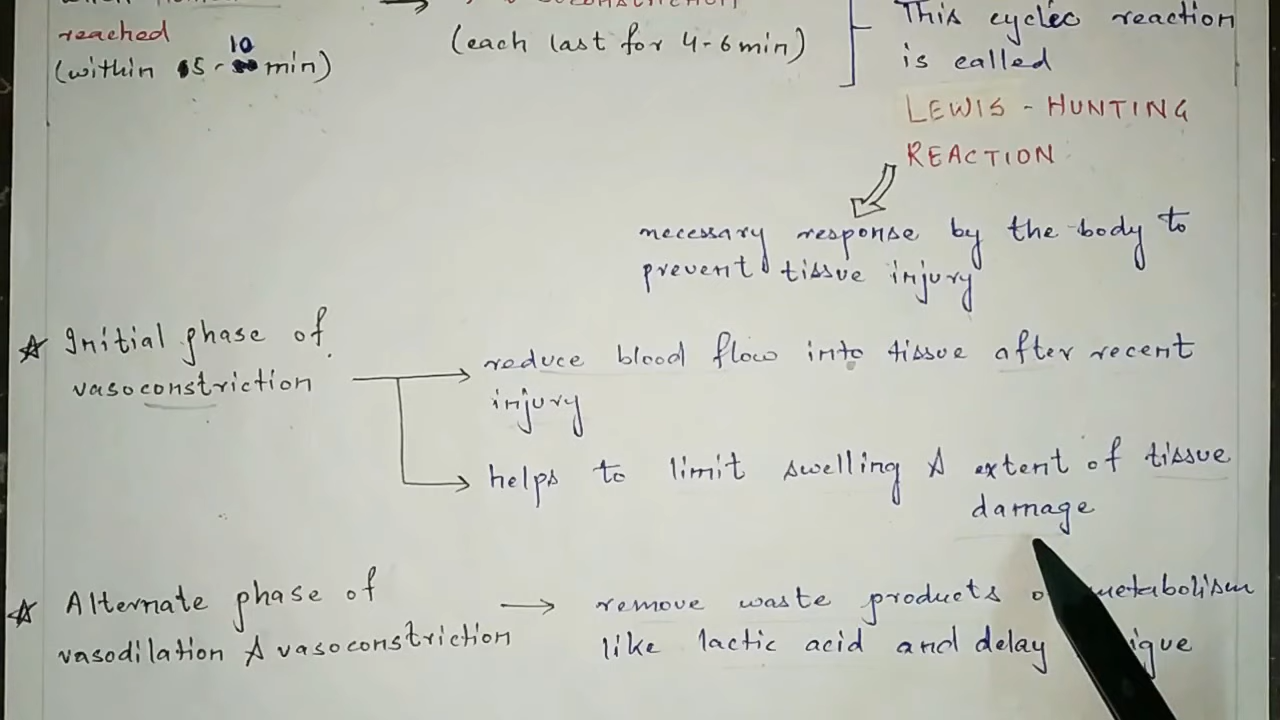 reached
(within 5-10 min)
(each last for 4-6 min)
This cyclic reaction
is called
LEWIS - HUNTING
REACTION
necessary response by the body to
prevent tissue injury
☆ Initial phase of
vasoconstriction
reduce blood flow into tissue after recent
injury
helps to limit swelling & extent of tissue
damage
☆ Alternate phase of
vasodilation & vasoconstriction
remove waste products metabolism
like lactic acid and delay